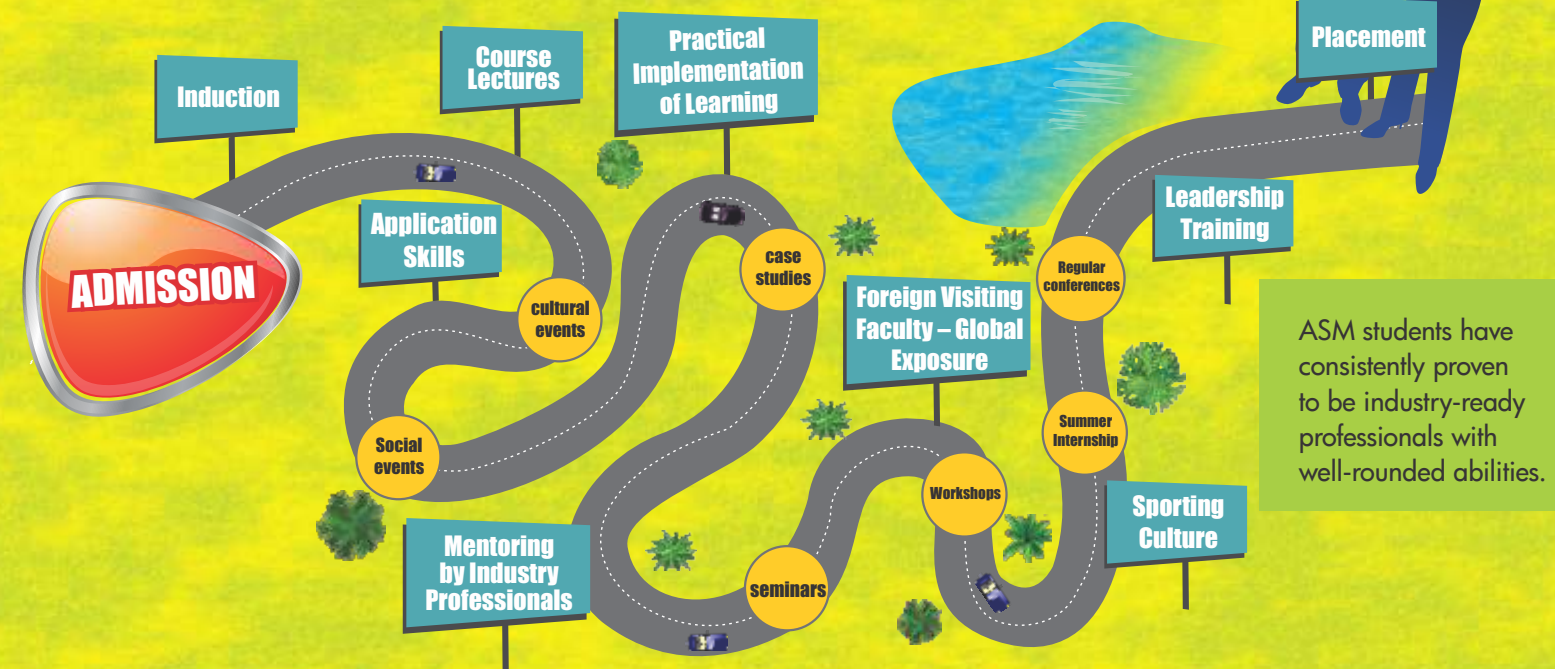 ADMISSION
Induction
Course
Lectures
Application
Skills
cultural
events
Social
events
Practical
Implementation
of Learning
case
studies
Mentoring
by Industry
Professionals
seminars
Foreign Visiting
Faculty – Global
Exposure
Workshops
Sporting
Culture
Summer
Internship
Regular
conferences
Leadership
Training
Placement
ASM students have
consistently proven
to be industry-ready
professionals with
well-rounded abilities.